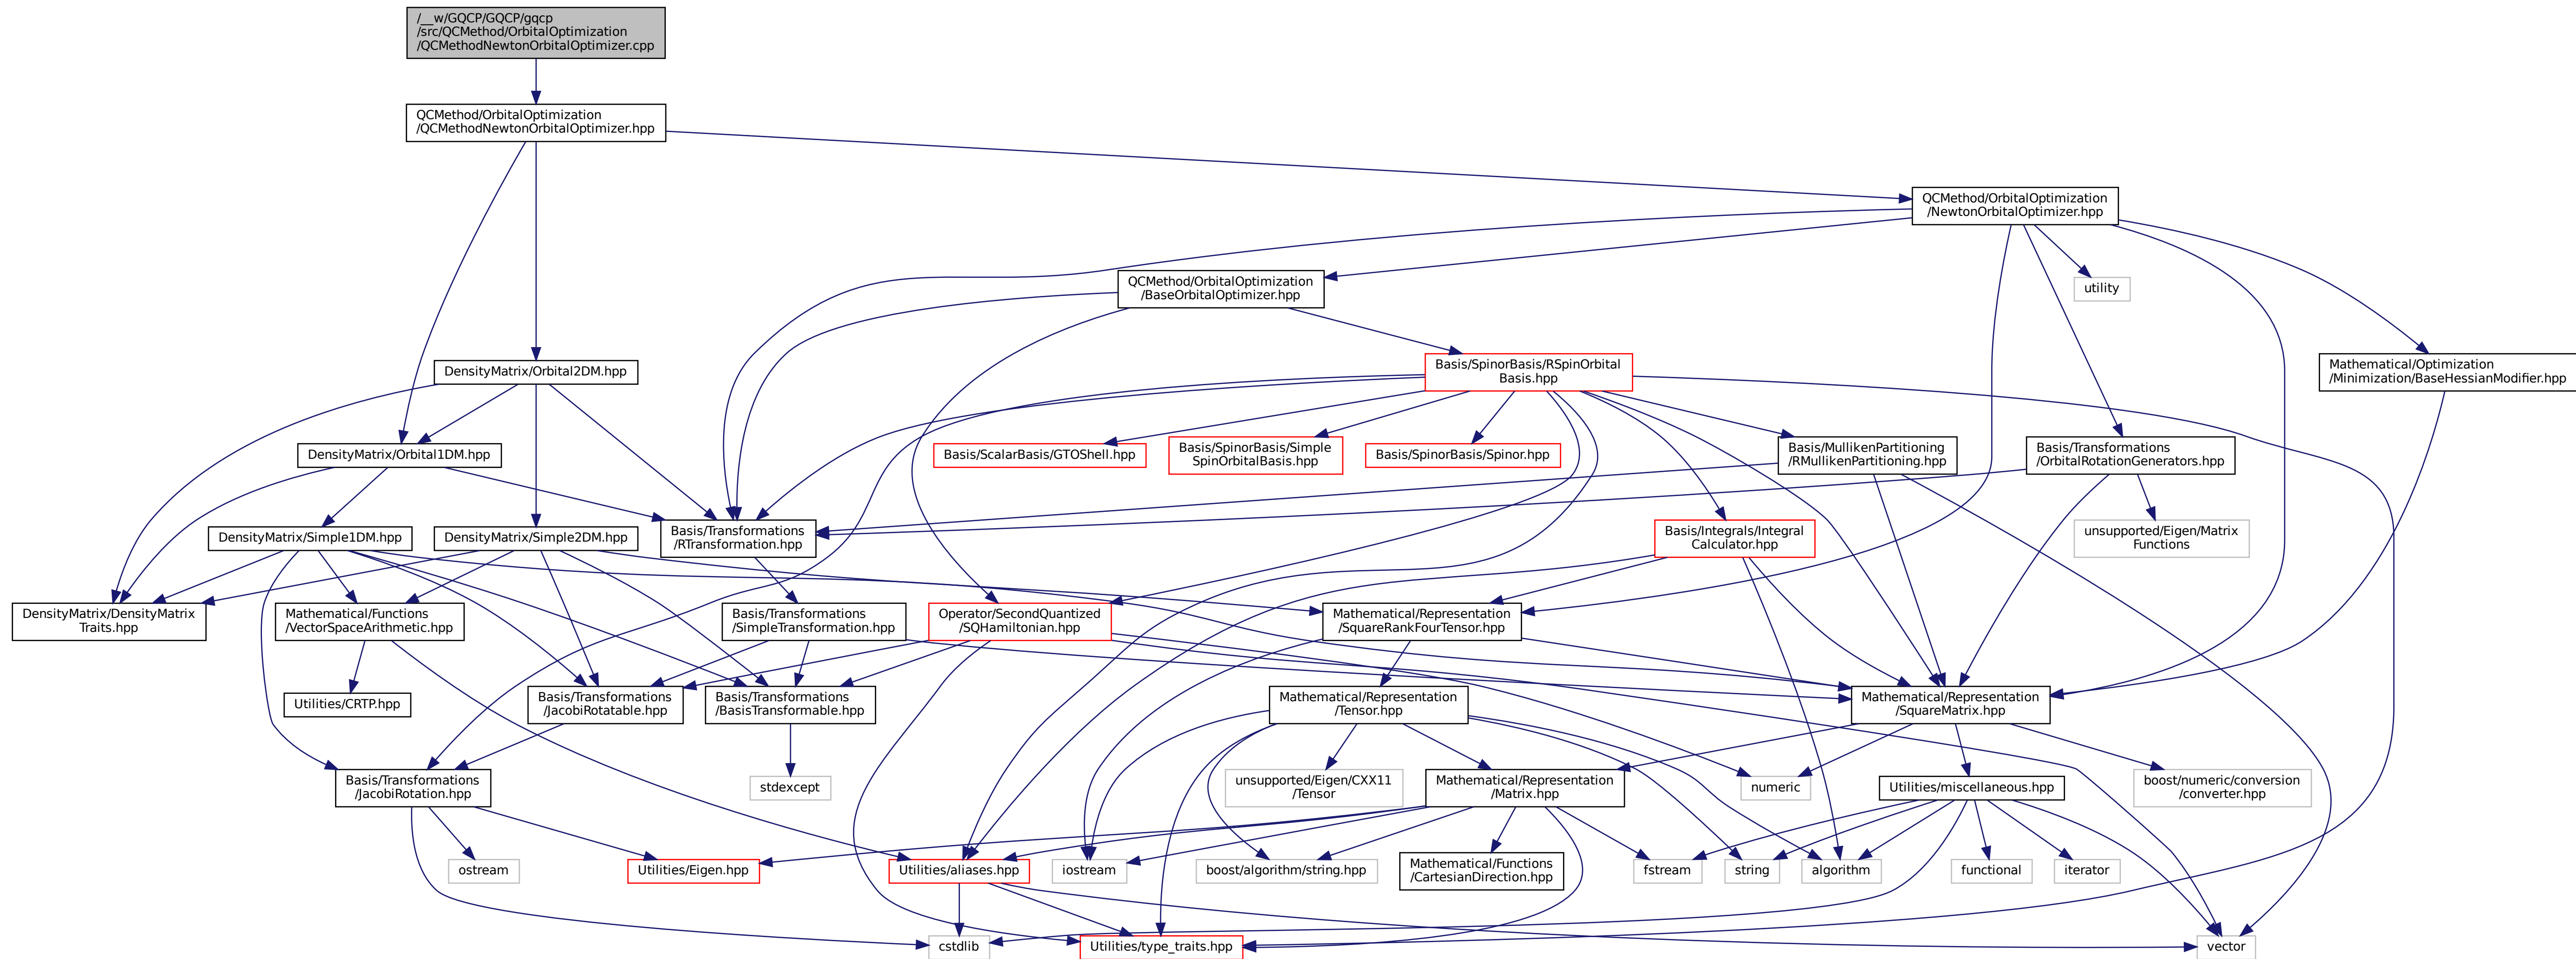 /__w/GQCP/GQCP/gqcp
/src/QCMethod/OrbitalOptimization
/QCMethodNewtonOrbitalOptimizer.cpp
QCMethod/OrbitalOptimization
/QCMethodNewtonOrbitalOptimizer.hpp
QCMethod/OrbitalOptimization
/NewtonOrbitalOptimizer.hpp
QCMethod/OrbitalOptimization
/BaseOrbitalOptimizer.hpp
utility
DensityMatrix/Orbital2DM.hpp
Basis/SpinorBasis/RSpinOrbital
Basis.hpp
Mathematical/Optimization
/Minimization/BaseHessianModifier.hpp
DensityMatrix/Orbital1DM.hpp
Basis/ScalarBasis/GTOShell.hpp
Basis/SpinorBasis/Simple
SpinOrbitalBasis.hpp
Basis/SpinorBasis/Spinor.hpp
Basis/MullikenPartitioning
/RMullikenPartitioning.hpp
Basis/Transformations
/OrbitalRotationGenerators.hpp
DensityMatrix/Simple1DM.hpp
DensityMatrix/Simple2DM.hpp
Basis/Transformations
/RTransformation.hpp
Basis/Integrals/Integral
Calculator.hpp
unsupported/Eigen/Matrix
Functions
DensityMatrix/DensityMatrix
Traits.hpp
Mathematical/Functions
/VectorSpaceArithmetic.hpp
Basis/Transformations
/SimpleTransformation.hpp
Operator/SecondQuantized
/SQHamiltonian.hpp
Mathematical/Representation
/SquareRankFourTensor.hpp
Utilities/CRTP.hpp
Basis/Transformations
/JacobiRotatable.hpp
Basis/Transformations
/BasisTransformable.hpp
Mathematical/Representation
/Tensor.hpp
Mathematical/Representation
/SquareMatrix.hpp
Basis/Transformations
/JacobiRotation.hpp
stdexcept
unsupported/Eigen/CXX11
/Tensor
Mathematical/Representation
/Matrix.hpp
numeric
Utilities/miscellaneous.hpp
boost/numeric/conversion
/converter.hpp
ostream
Utilities/Eigen.hpp
Utilities/aliases.hpp
iostream
boost/algorithm/string.hpp
Mathematical/Functions
/CartesianDirection.hpp
fstream
string
algorithm
functional
iterator
cstdlib
Utilities/type_traits.hpp
vector